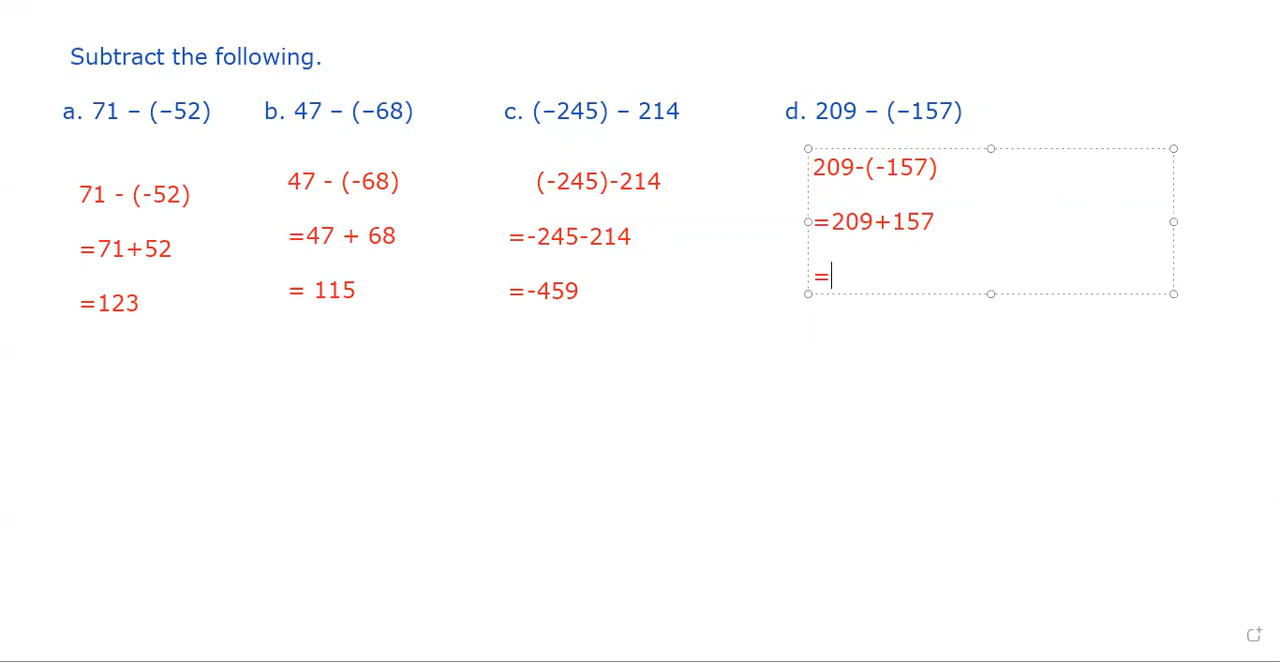 Subtract the following.
a. 71 – (–52)
b. 47 – (–68)
c. (–245) – 214
d. 209 – (–157)
71 - (-52)
=71+52
=123
47 - (-68)
=47 + 68
= 115
(-245)-214
=-245-214
=-459
209-(-157)
=209+157
=